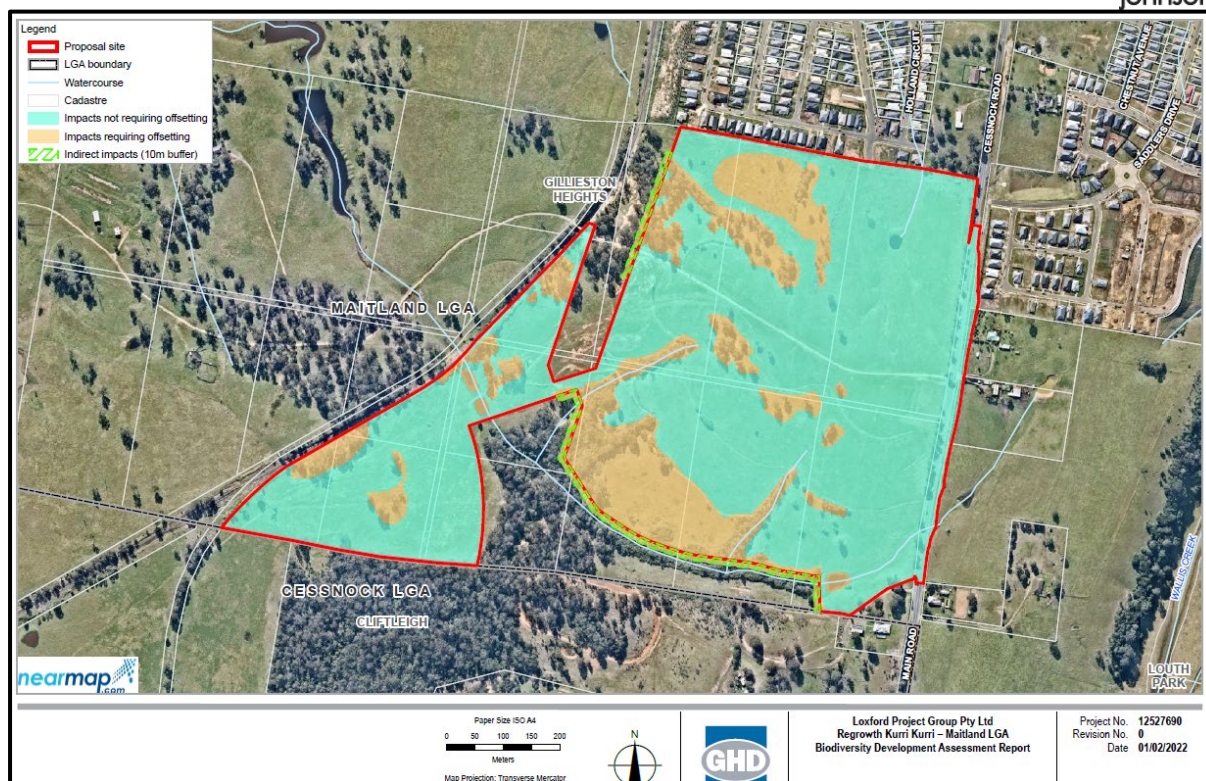 johnson
Legend
Proposal site
LGA boundary
Watercourse
Cadastre
Impacts not requiring offsetting
Impacts requiring offsetting
Indirect impacts (10m buffer)
HOLLAND CIRCUIT
CESSNOCK ROAD
CHESTNUT AVENUE
SADDLERS DRIVE
GILLIESTON
HEIGHTS
MAITLAND LGA
CESSNOCK LGA
CLIFTLEIGH
WALLIS CREEK
MAIN ROAD
LOUTH
PARK
nearmap
.com
Paper Size ISO A4
0 50 100 150 200
Meters
Map Projection: Transverse Mercator
N
GHD
Loxford Project Group Pty Ltd
Regrowth Kurri Kurri – Maitland LGA
Biodiversity Development Assessment Report
Project No. 12527690
Revision No. 0
Date 01/02/2022